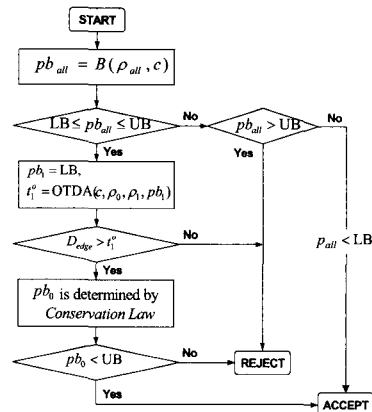 START
pb_all = B(ρ_all, c)
LB ≤ pb_all ≤ UB
No
pb_all > UB
No
Yes
Yes
pb_1 = LB,
t_1^o = OTDA(c, ρ_0, ρ_1, pb_1)
p_all < LB
D_edge > t_1^o
No
Yes
pb_0 is determined by
Conservation Law
pb_0 < UB
No
REJECT
Yes
ACCEPT